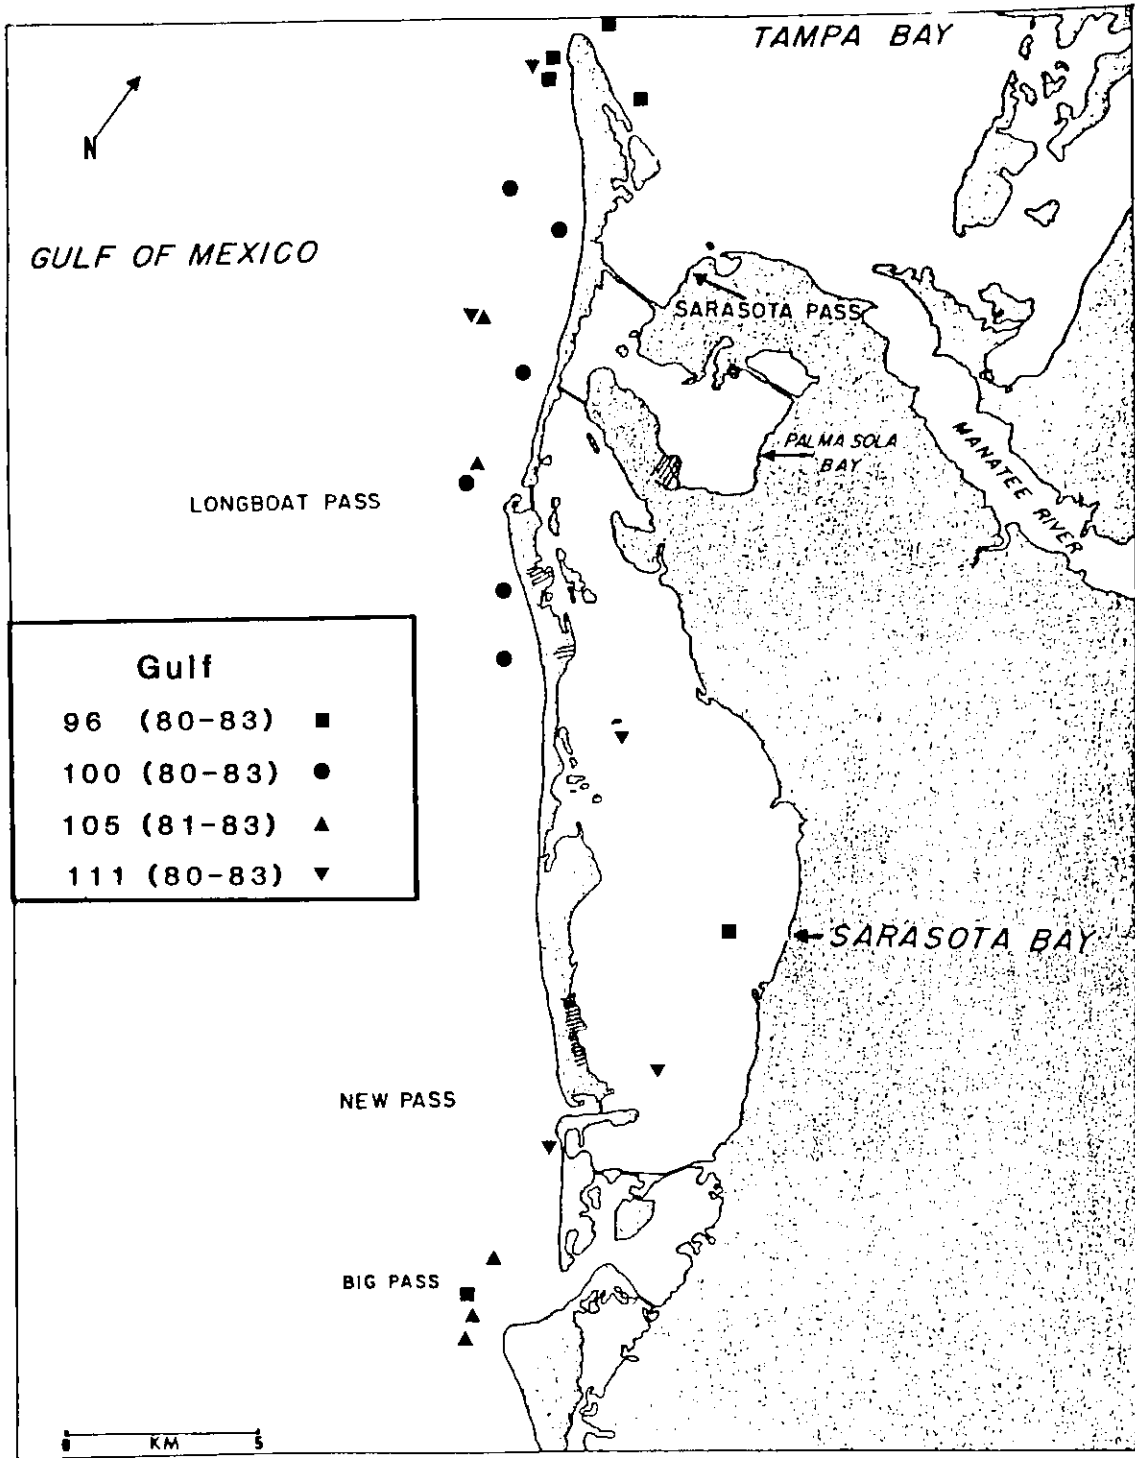 TAMPA BAY
N
GULF OF MEXICO
SARASOTA PASS
PALMA SOLA
BAY
MANATEE RIVER
LONGBOAT PASS
Gulf
96 (80-83) ■
100 (80-83) ●
105 (81-83) ▲
111 (80-83) ▼
SARASOTA BAY
NEW PASS
BIG PASS
0 KM 5